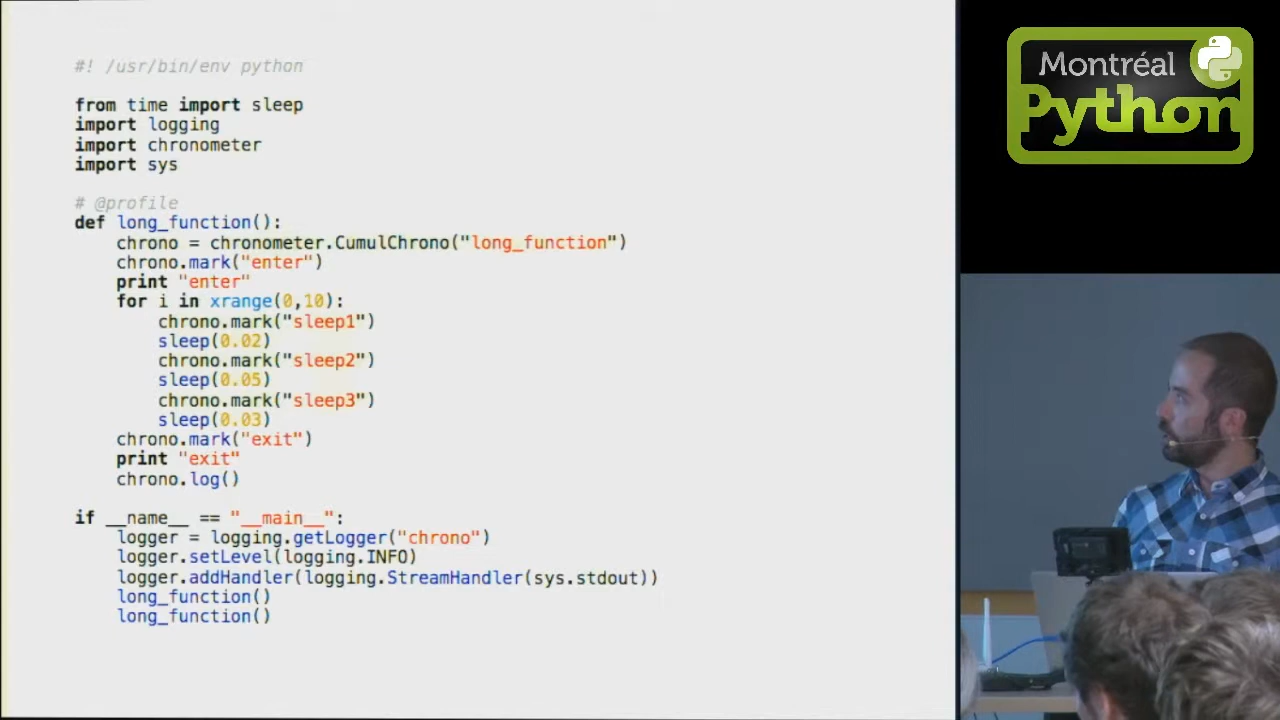 #! /usr/bin/env python

from time import sleep
import logging
import chronometer
import sys

# @profile
def long_function():
    chrono = chronometer.CumulChrono("long_function")
    chrono.mark("enter")
    print "enter"
    for i in xrange(0,10):
        chrono.mark("sleep1")
        sleep(0.02)
        chrono.mark("sleep2")
        sleep(0.05)
        chrono.mark("sleep3")
        sleep(0.03)
    chrono.mark("exit")
    print "exit"
    chrono.log()

if __name__ == "__main__":
    logger = logging.getLogger("chrono")
    logger.setLevel(logging.INFO)
    logger.addHandler(logging.StreamHandler(sys.stdout))
    long_function()
    long_function()
Montréal
Python